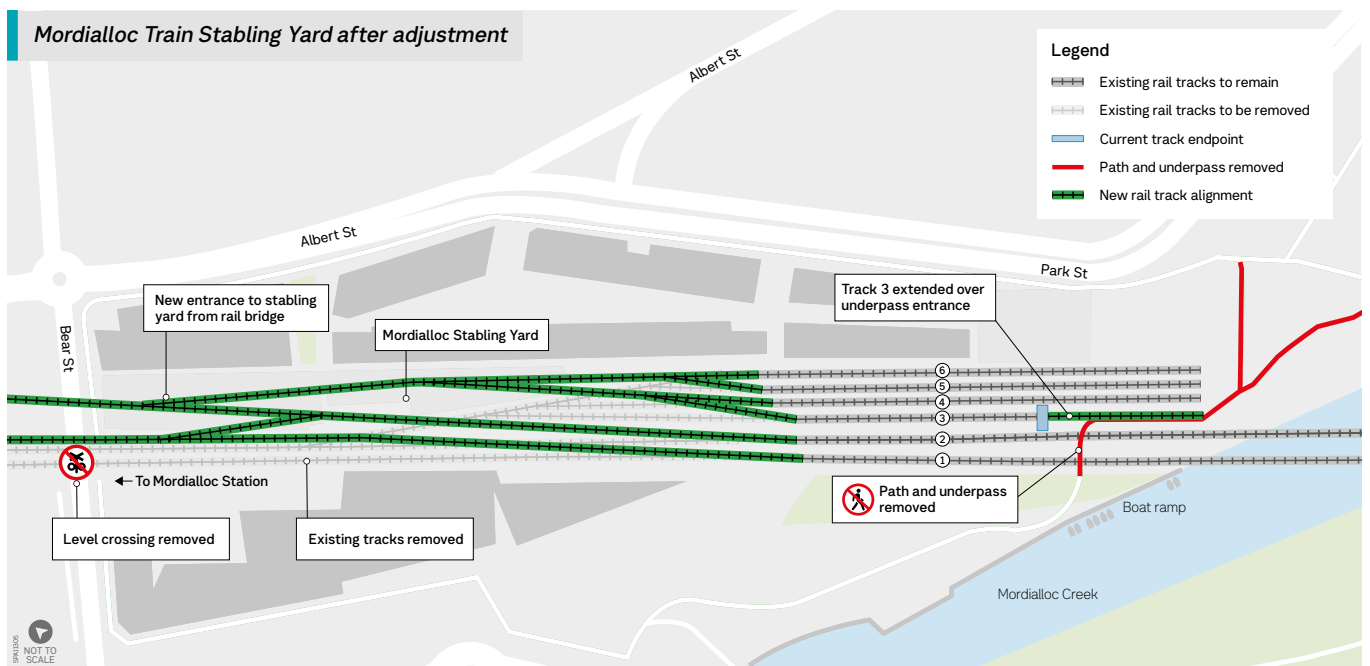 Mordialloc Train Stabling Yard after adjustment
Legend
Existing rail tracks to remain
Existing rail tracks to be removed
Current track endpoint
Path and underpass removed
New rail track alignment
Albert St
Albert St
Park St
Bear St
New entrance to stabling
yard from rail bridge
Mordialloc Stabling Yard
Track 3 extended over
underpass entrance
6
5
4
3
2
1
To Mordialloc Station
Level crossing removed
Existing tracks removed
Path and underpass
removed
Boat ramp
Mordialloc Creek
NOT TO
SCALE